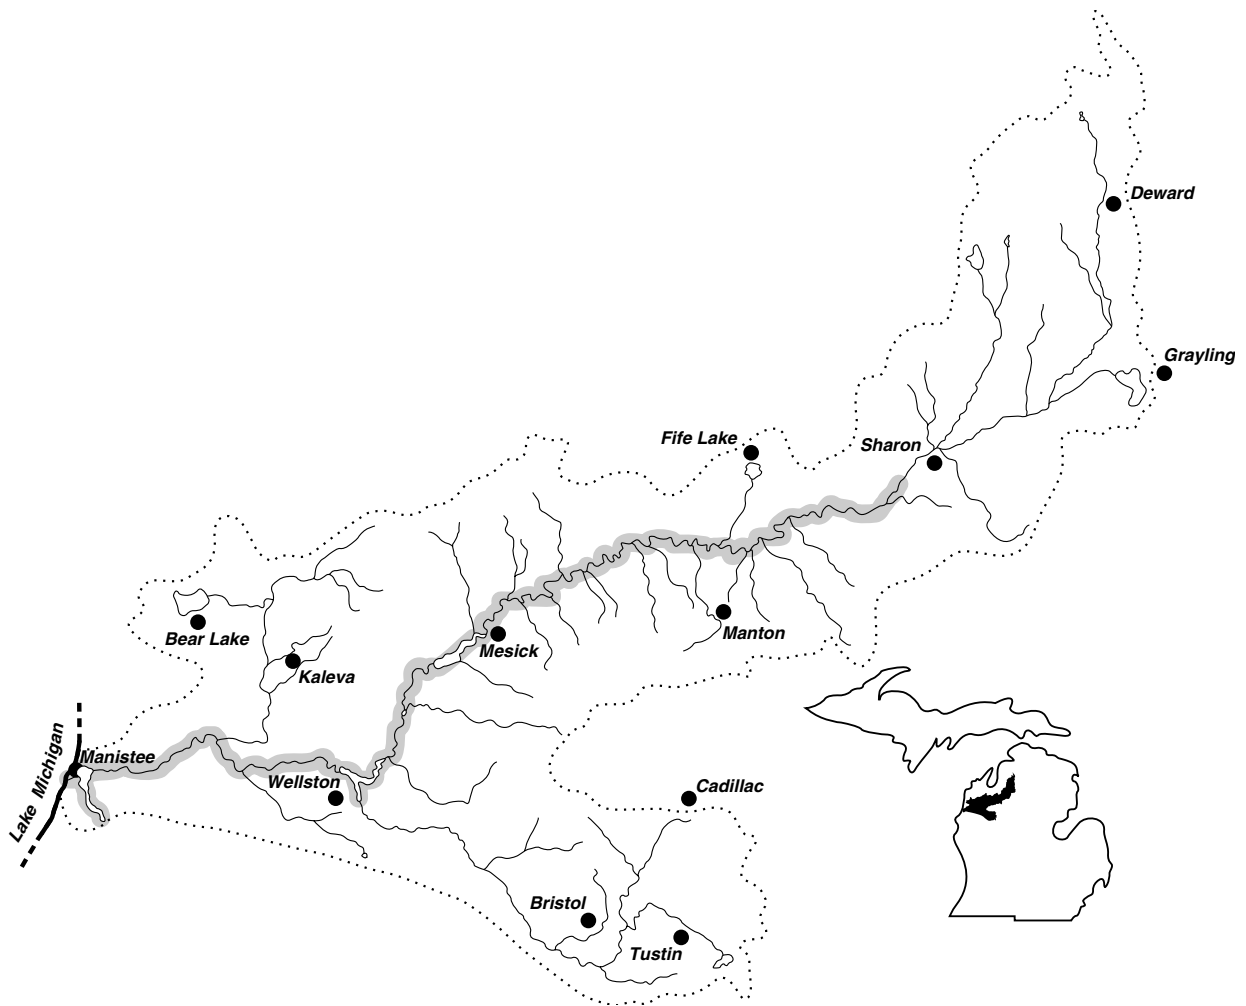 Deward
Grayling
Fife Lake
Sharon
Bear Lake
Manton
Mesick
Kaleva
Lake Michigan
Manistee
Wellston
Cadillac
Bristol
Tustin